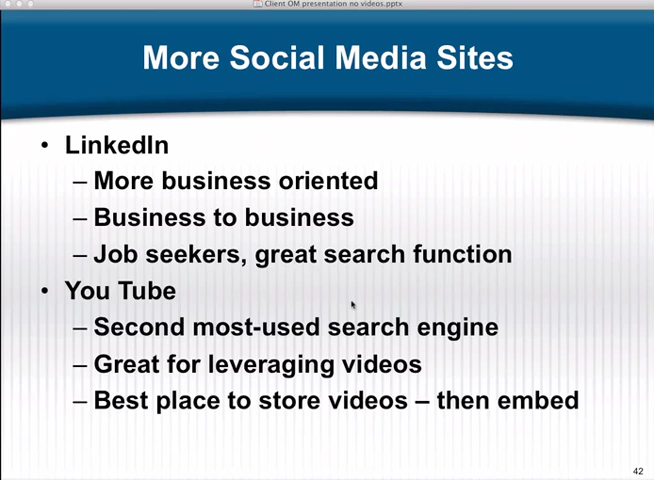 Client OM presentation no videos.pptx
More Social Media Sites
• LinkedIn
– More business oriented
– Business to business
– Job seekers, great search function
• You Tube
– Second most-used search engine
– Great for leveraging videos
– Best place to store videos – then embed
42